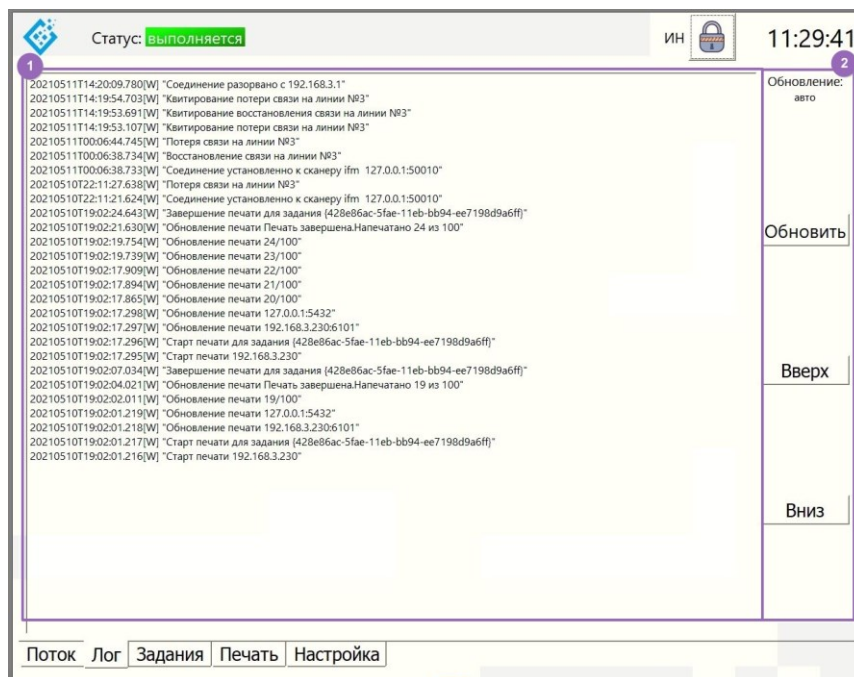 Статус: выполняется
ИН
11:29:41
1
2
20210511T14:20:09.780[W] "Соединение разорвано с 192.168.3.1"
20210511T14:19:54.703[W] "Квитирование потери связи на линии №3"
20210511T14:19:53.691[W] "Квитирование восстановления связи на линии №3"
20210511T14:19:53.107[W] "Квитирование потери связи на линии №3"
20210511T00:06:44.745[W] "Потеря связи на линии №3"
20210511T00:06:38.734[W] "Восстановление связи на линии №3"
20210511T00:06:38.733[W] "Соединение установленно к сканеру ifm 127.0.0.1:50010"
20210510T22:11:27.638[W] "Потеря связи на линии №3"
20210510T22:11:21.624[W] "Соединение установленно к сканеру ifm 127.0.0.1:50010"
20210510T19:02:24.643[W] "Завершение печати для задания {428e86ac-5fae-11eb-bb94-ee7198d9a6ff}"
20210510T19:02:21.630[W] "Обновление печати Печать завершена.Напечатано 24 из 100"
20210510T19:02:19.754[W] "Обновление печати 24/100"
20210510T19:02:19.739[W] "Обновление печати 23/100"
20210510T19:02:17.909[W] "Обновление печати 22/100"
20210510T19:02:17.894[W] "Обновление печати 21/100"
20210510T19:02:17.865[W] "Обновление печати 20/100"
20210510T19:02:17.298[W] "Обновление печати 127.0.0.1:5432"
20210510T19:02:17.297[W] "Обновление печати 192.168.3.230:6101"
20210510T19:02:17.296[W] "Старт печати для задания {428e86ac-5fae-11eb-bb94-ee7198d9a6ff}"
20210510T19:02:17.295[W] "Старт печати 192.168.3.230"
20210510T19:02:07.034[W] "Завершение печати для задания {428e86ac-5fae-11eb-bb94-ee7198d9a6ff}"
20210510T19:02:04.021[W] "Обновление печати Печать завершена.Напечатано 19 из 100"
20210510T19:02:02.011[W] "Обновление печати 19/100"
20210510T19:02:01.219[W] "Обновление печати 127.0.0.1:5432"
20210510T19:02:01.218[W] "Обновление печати 192.168.3.230:6101"
20210510T19:02:01.217[W] "Старт печати для задания {428e86ac-5fae-11eb-bb94-ee7198d9a6ff}"
20210510T19:02:01.216[W] "Старт печати 192.168.3.230"
Обновление:
авто
Обновить
Вверх
Вниз
Поток Лог Задания Печать Настройка